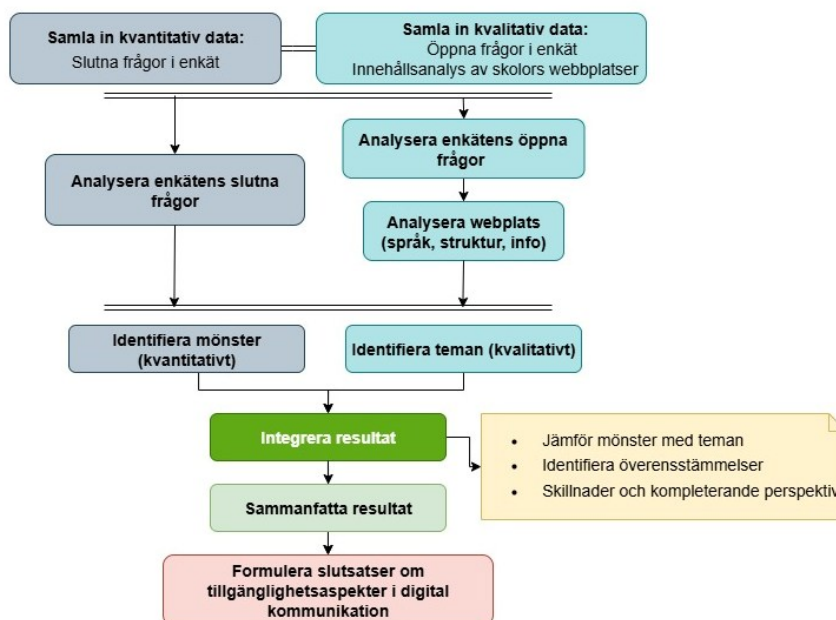 Samla in kvantitativ data:
Slutna frågor i enkät
Samla in kvalitativ data:
Öppna frågor i enkät
Innehållsanalys av skolors webbplatser
Analysera enkätens slutna
frågor
Analysera enkätens öppna
frågor
Analysera webplats
(språk, struktur, info)
Identifiera mönster
(kvantitativt)
Identifiera teman (kvalitativt)
Integrera resultat
• Jämför mönster med teman
• Identifiera överensstämmelser
• Skillnader och kompleterande perspektiv
Sammanfatta resultat
Formulera slutsatser om
tillgänglighetsaspekter i digital
kommunikation